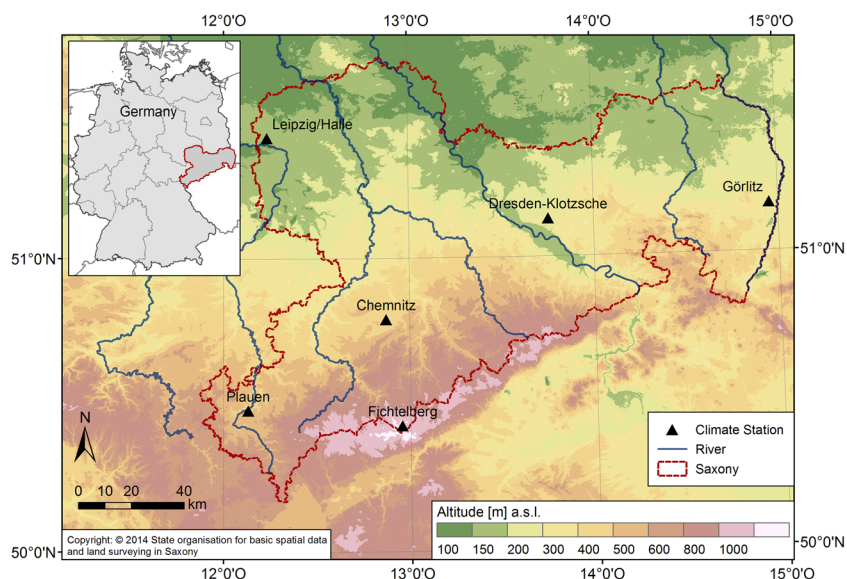 12°0'O 13°0'O 14°0'O 15°0'O
Germany
Leipzig/Halle
Görlitz
Dresden-Klotzsche
51°0'N 51°0'N
Chemnitz
Plauen
Fichtelberg
N
0 10 20 40
km
Climate Station
River
Saxony
Copyright: © 2014 State organisation for basic spatial data
and land surveying in Saxony
Altitude [m] a.s.l.
100 150 200 300 400 500 600 800 1000
50°0'N 50°0'N
12°0'O 13°0'O 14°0'O 15°0'O